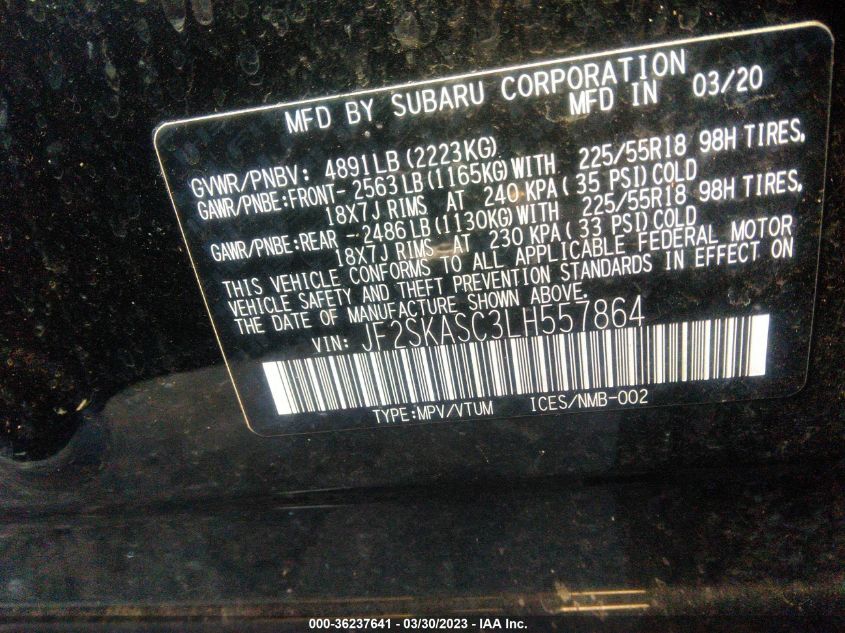 MFD BY SUBARU CORPORATION
MFD IN 03/20
GVWR/PNBV: 4891LB(2223KG)
GAWR/PNBE:FRONT-2563LB(1165KG)WITH 225/55R18 98H TIRES,
18X7J RIMS AT 240 KPA(35 PSI)COLD
GAWR/PNBE:REAR -2486LB(1130KG)WITH 225/55R18 98H TIRES,
18X7J RIMS AT 230 KPA(33 PSI)COLD
THIS VEHICLE CONFORMS TO ALL APPLICABLE FEDERAL MOTOR
VEHICLE SAFETY AND THEFT PREVENTION STANDARDS IN EFFECT ON
THE DATE OF MANUFACTURE SHOWN ABOVE.
VIN: JF2SKASC3LH557864
TYPE:MPV/VTUM ICES/NMB-002
000-36237641 - 03/30/2023 - IAA Inc.